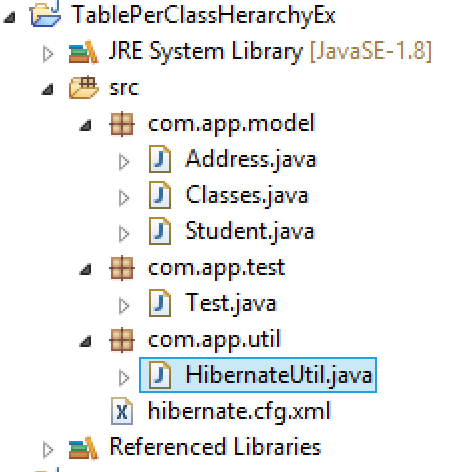 TablePerClassHerarchyEx
JRE System Library [JavaSE-1.8]
src
com.app.model
Address.java
Classes.java
Student.java
com.app.test
Test.java
com.app.util
HibernateUtil.java
hibernate.cfg.xml
Referenced Libraries